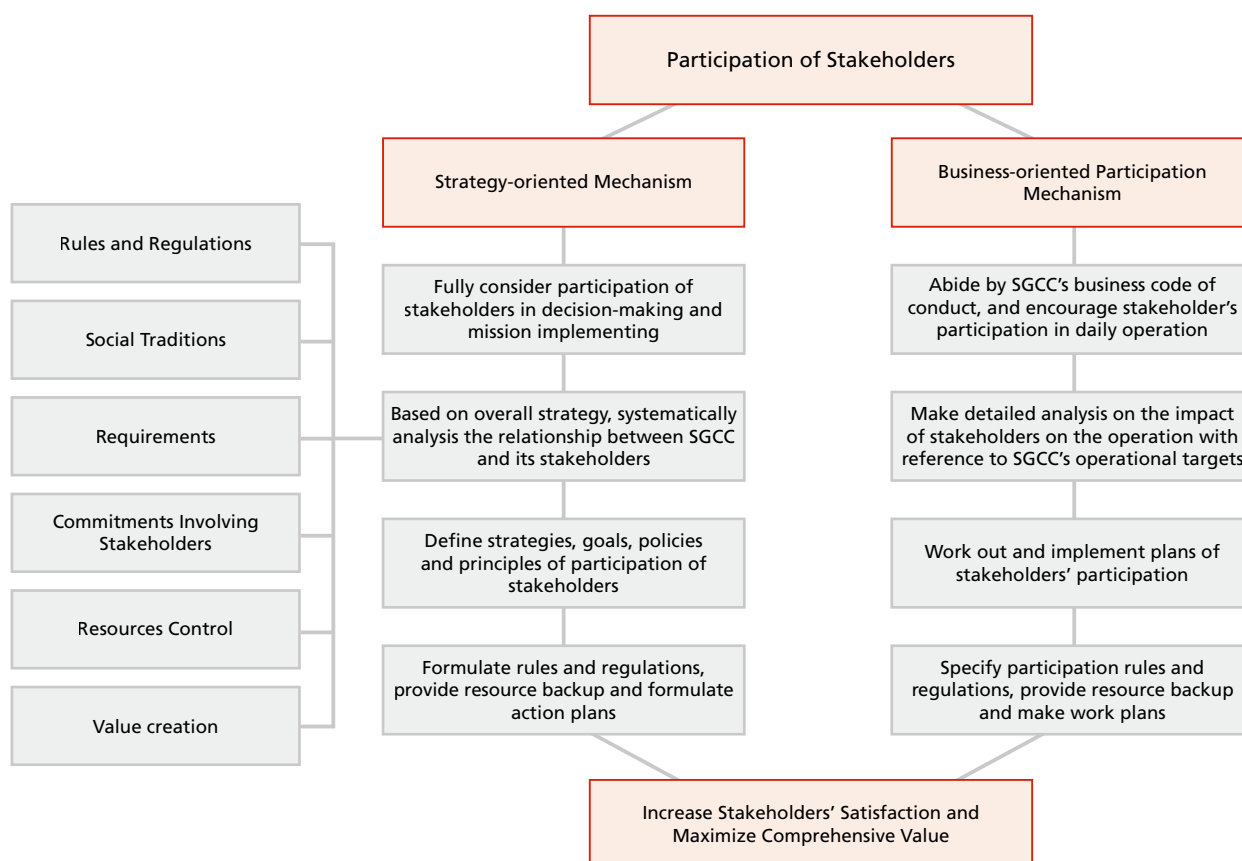 Participation of Stakeholders
Strategy-oriented Mechanism
Business-oriented Participation
Mechanism
Rules and Regulations
Social Traditions
Requirements
Commitments Involving
Stakeholders
Resources Control
Value creation
Fully consider participation of
stakeholders in decision-making and
mission implementing
Based on overall strategy, systematically
analysis the relationship between SGCC
and its stakeholders
Define strategies, goals, policies
and principles of participation of
stakeholders
Formulate rules and regulations,
provide resource backup and formulate
action plans
Abide by SGCC’s business code of
conduct, and encourage stakeholder’s
participation in daily operation
Make detailed analysis on the impact
of stakeholders on the operation with
reference to SGCC’s operational targets
Work out and implement plans of
stakeholders’ participation
Specify participation rules and
regulations, provide resource backup
and make work plans
Increase Stakeholders’ Satisfaction and
Maximize Comprehensive Value